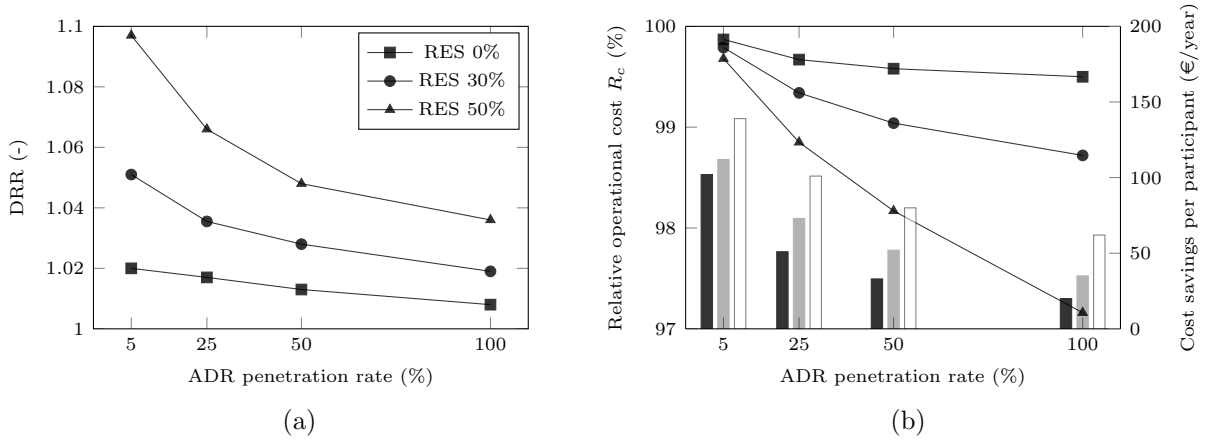 1.1
1.08
1.06
1.04
1.02
1
DRR (-)
RES 0%
RES 30%
RES 50%
5 25 50 100
ADR penetration rate (%)
(a)
100
99
98
97
Relative operational cost Rc (%)
200
150
100
50
0
Cost savings per participant (€/year)
5 25 50 100
ADR penetration rate (%)
(b)